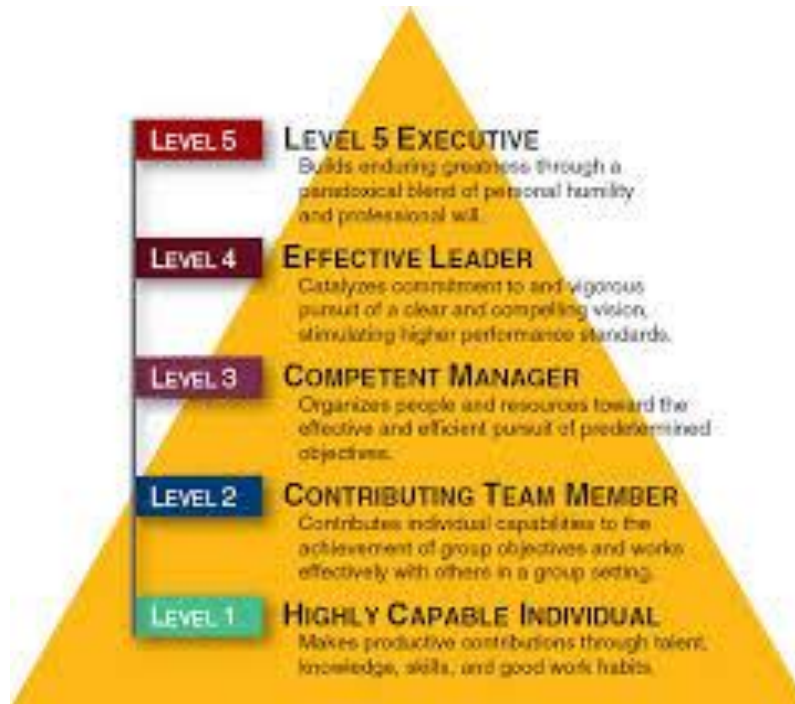 LEVEL 5
LEVEL 5 EXECUTIVE
Builds enduring greatness through a
paradoxical blend of personal humility
and professional will.
LEVEL 4
EFFECTIVE LEADER
Catalyzes commitment to and vigorous
pursuit of a clear and compelling vision,
stimulating higher performance standards.
LEVEL 3
COMPETENT MANAGER
Organizes people and resources toward the
effective and efficient pursuit of predetermined
objectives.
LEVEL 2
CONTRIBUTING TEAM MEMBER
Contributes individual capabilities to the
achievement of group objectives and works
effectively with others in a group setting.
LEVEL 1
HIGHLY CAPABLE INDIVIDUAL
Makes productive contributions through talent,
knowledge, skills, and good work habits.